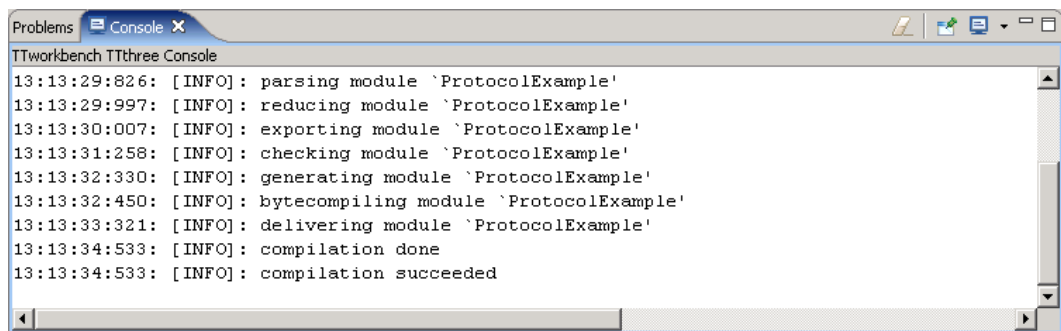 Problems Console
TTworkbench TTthree Console
13:13:29:826: [INFO]: parsing module `ProtocolExample'
13:13:29:997: [INFO]: reducing module `ProtocolExample'
13:13:30:007: [INFO]: exporting module `ProtocolExample'
13:13:31:258: [INFO]: checking module `ProtocolExample'
13:13:32:330: [INFO]: generating module `ProtocolExample'
13:13:32:450: [INFO]: bytecompiling module `ProtocolExample'
13:13:33:321: [INFO]: delivering module `ProtocolExample'
13:13:34:533: [INFO]: compilation done
13:13:34:533: [INFO]: compilation succeeded